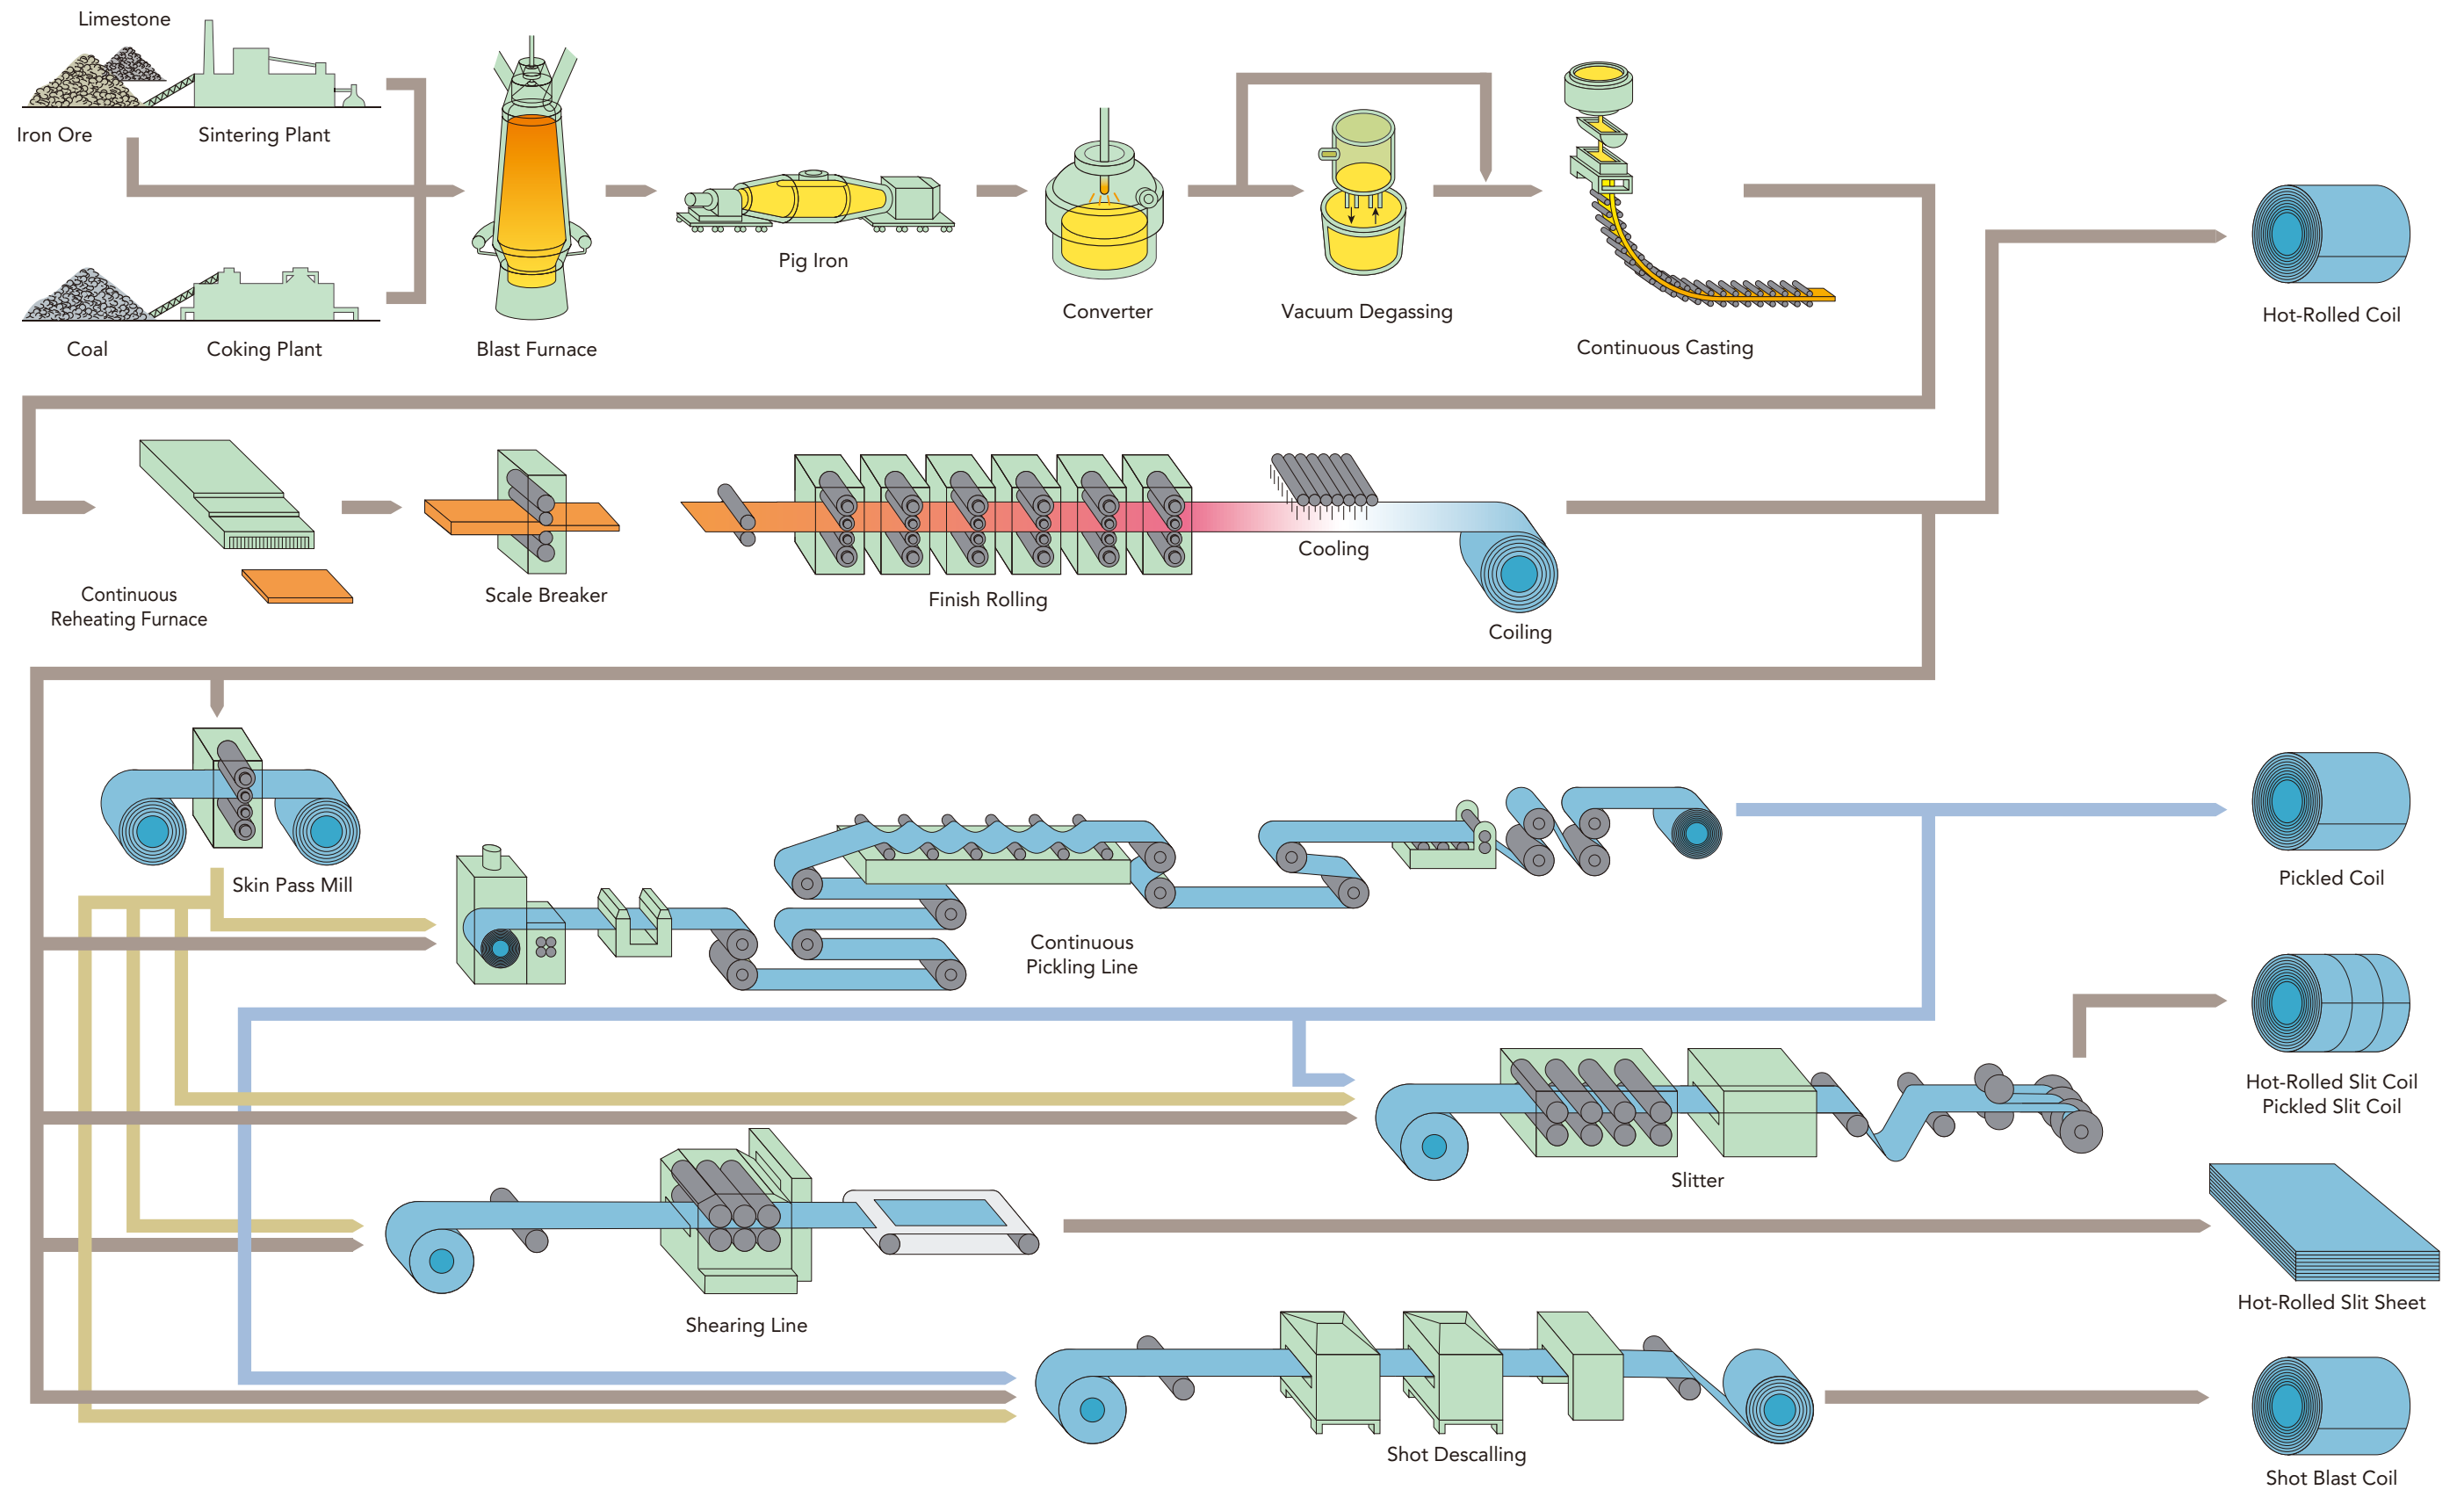 Limestone
Iron Ore
Sintering Plant
Coal
Coking Plant
Blast Furnace
Pig Iron
Converter
Vacuum Degassing
Continuous Casting
Hot-Rolled Coil
Continuous
Reheating Furnace
Scale Breaker
Finish Rolling
Cooling
Coiling
Skin Pass Mill
Continuous
Pickling Line
Pickled Coil
Hot-Rolled Slit Coil
Pickled Slit Coil
Slitter
Shearing Line
Hot-Rolled Slit Sheet
Shot Descalling
Shot Blast Coil